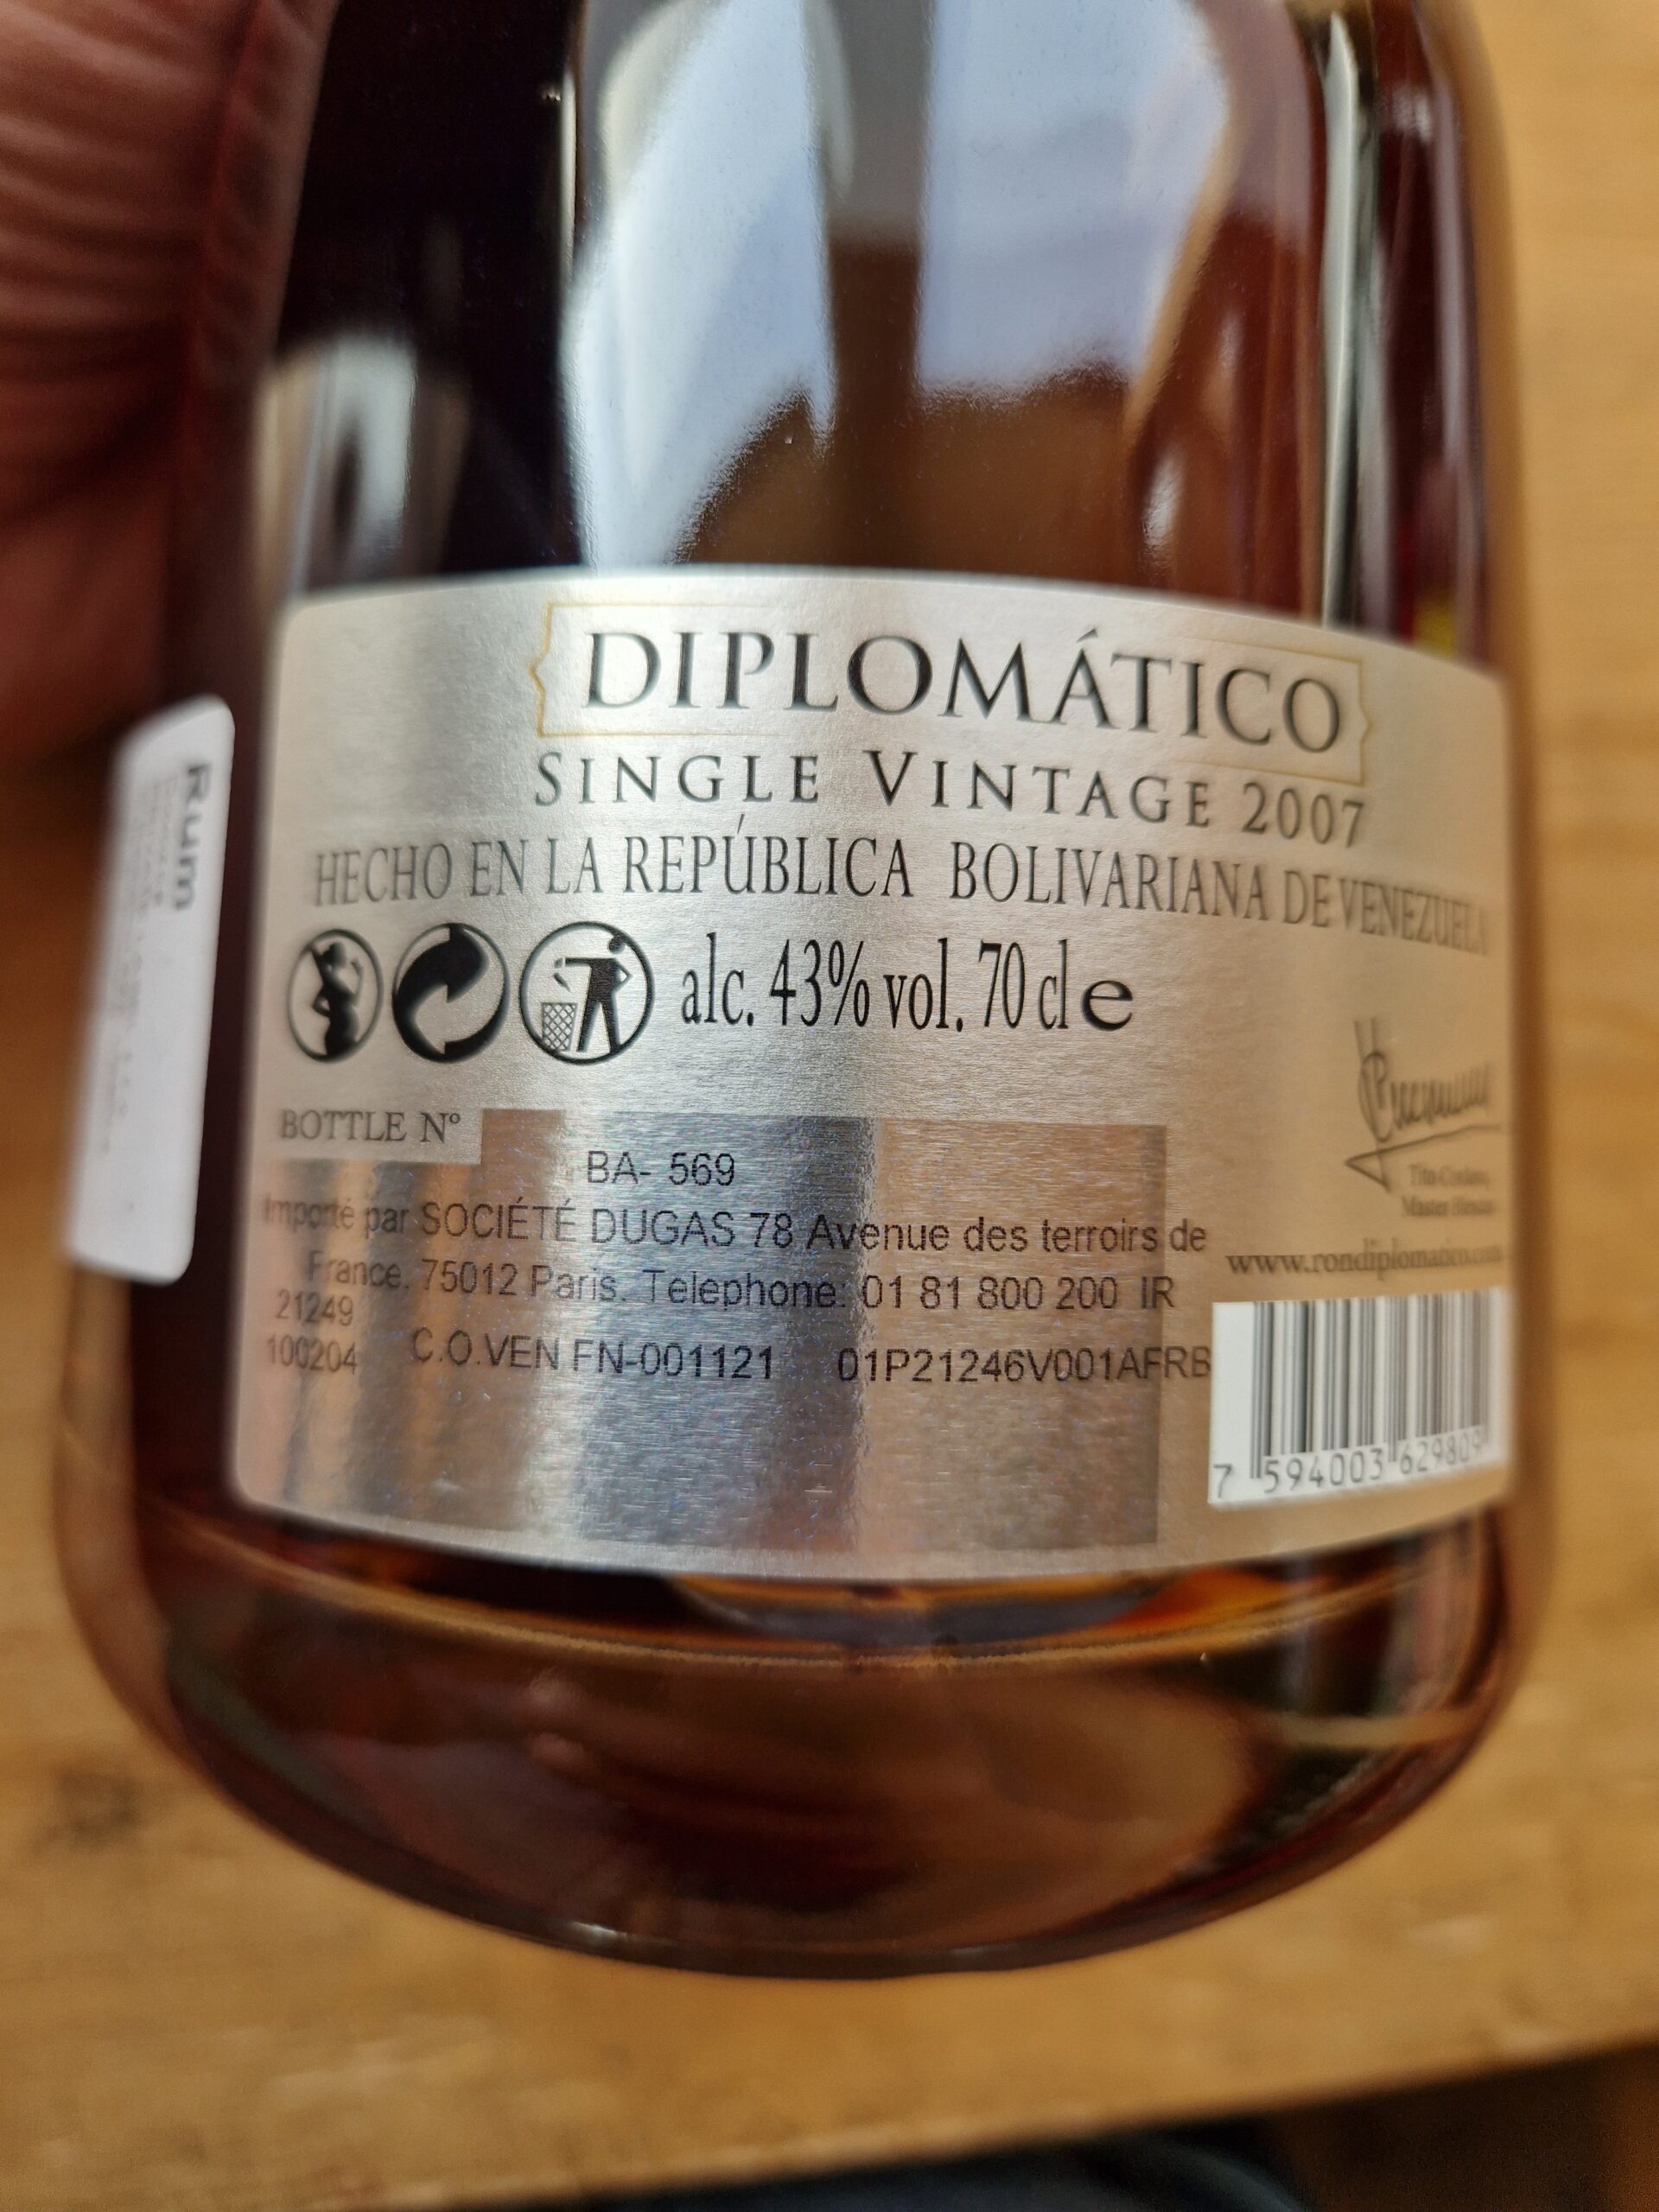 DIPLOMÁTICO
SINGLE VINTAGE 2007
HECHO EN LA REPÚBLICA BOLIVARIANA DE VENEZUELA
alc. 43% vol. 70 cl e
BOTTLE Nº
BA- 569
Importé par SOCIÉTÉ DUGAS 78 Avenue des terroirs de
France. 75012 Paris. Telephone: 01 81 800 200 IR
21249
100204 C.O.VEN FN-001121 01P21246V001AFRB
www.rondiplomatico.com
7 594003 629809
Rum